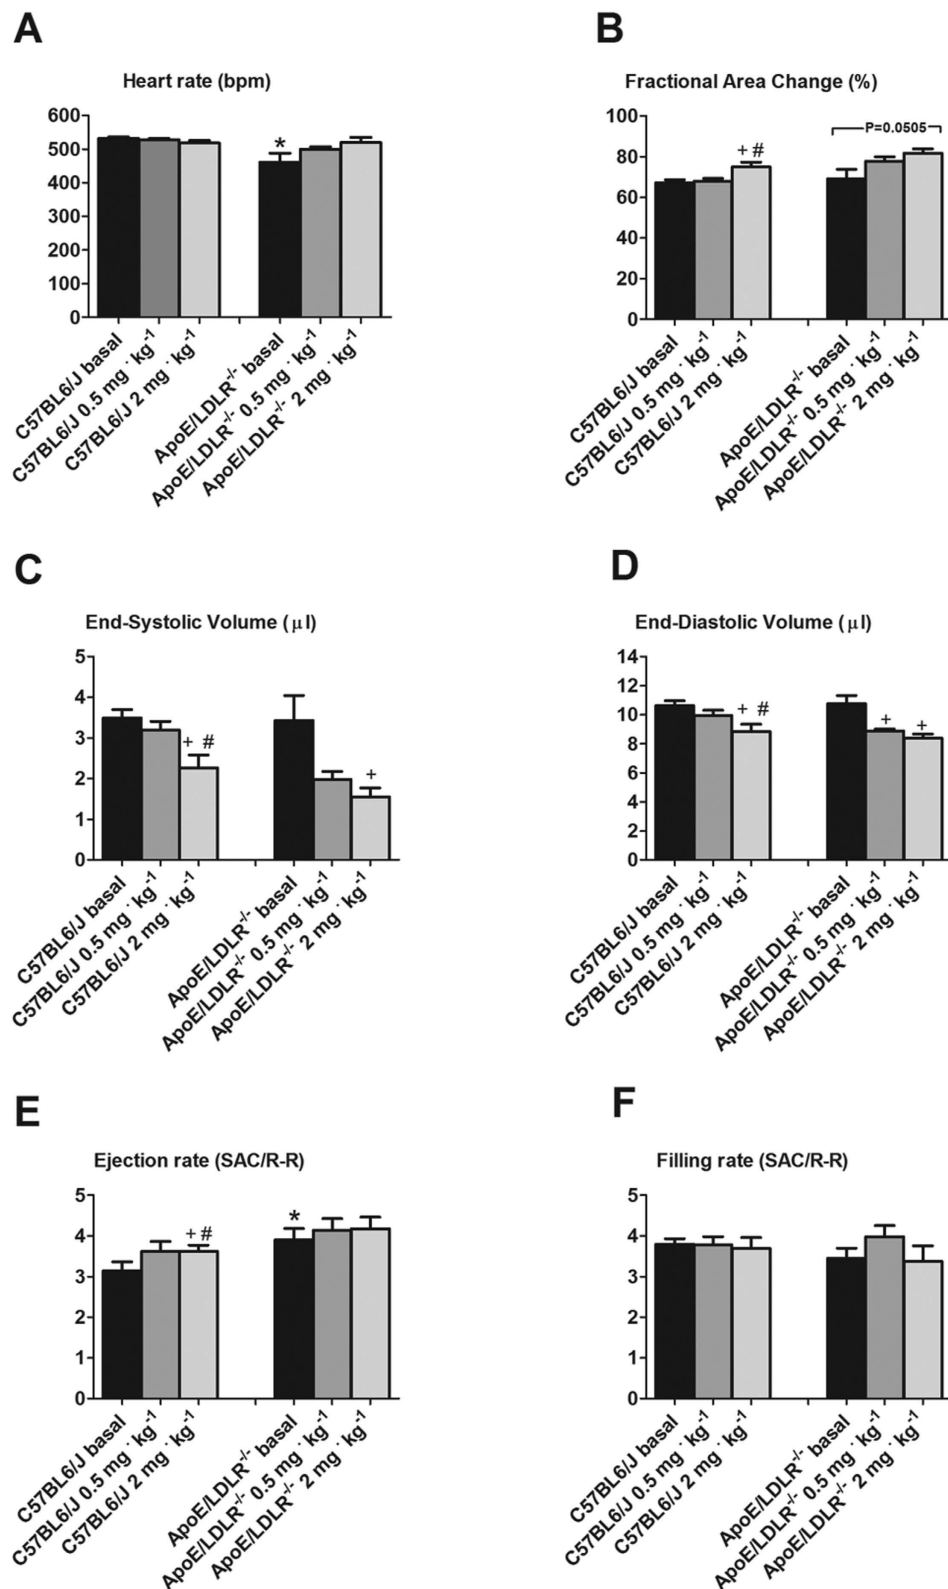 A
Heart rate (bpm)
600
500
400
300
200
100
0
*
C57BL6/J basal
C57BL6/J 0.5 mg·kg⁻¹
C57BL6/J 2 mg·kg⁻¹
ApoE/LDLR⁻/⁻ basal
ApoE/LDLR⁻/⁻ 0.5 mg·kg⁻¹
ApoE/LDLR⁻/⁻ 2 mg·kg⁻¹
B
Fractional Area Change (%)
100
80
60
40
20
0
+ #
P=0.0505
C57BL6/J basal
C57BL6/J 0.5 mg·kg⁻¹
C57BL6/J 2 mg·kg⁻¹
ApoE/LDLR⁻/⁻ basal
ApoE/LDLR⁻/⁻ 0.5 mg·kg⁻¹
ApoE/LDLR⁻/⁻ 2 mg·kg⁻¹
C
End-Systolic Volume (μl)
5
4
3
2
1
0
+ #
+
C57BL6/J basal
C57BL6/J 0.5 mg·kg⁻¹
C57BL6/J 2 mg·kg⁻¹
ApoE/LDLR⁻/⁻ basal
ApoE/LDLR⁻/⁻ 0.5 mg·kg⁻¹
ApoE/LDLR⁻/⁻ 2 mg·kg⁻¹
D
End-Diastolic Volume (μl)
14
12
10
8
6
4
2
0
+ #
+
+
C57BL6/J basal
C57BL6/J 0.5 mg·kg⁻¹
C57BL6/J 2 mg·kg⁻¹
ApoE/LDLR⁻/⁻ basal
ApoE/LDLR⁻/⁻ 0.5 mg·kg⁻¹
ApoE/LDLR⁻/⁻ 2 mg·kg⁻¹
E
Ejection rate (SAC/R-R)
5
4
3
2
1
0
+ #
*
C57BL6/J basal
C57BL6/J 0.5 mg·kg⁻¹
C57BL6/J 2 mg·kg⁻¹
ApoE/LDLR⁻/⁻ basal
ApoE/LDLR⁻/⁻ 0.5 mg·kg⁻¹
ApoE/LDLR⁻/⁻ 2 mg·kg⁻¹
F
Filling rate (SAC/R-R)
5
4
3
2
1
0
C57BL6/J basal
C57BL6/J 0.5 mg·kg⁻¹
C57BL6/J 2 mg·kg⁻¹
ApoE/LDLR⁻/⁻ basal
ApoE/LDLR⁻/⁻ 0.5 mg·kg⁻¹
ApoE/LDLR⁻/⁻ 2 mg·kg⁻¹